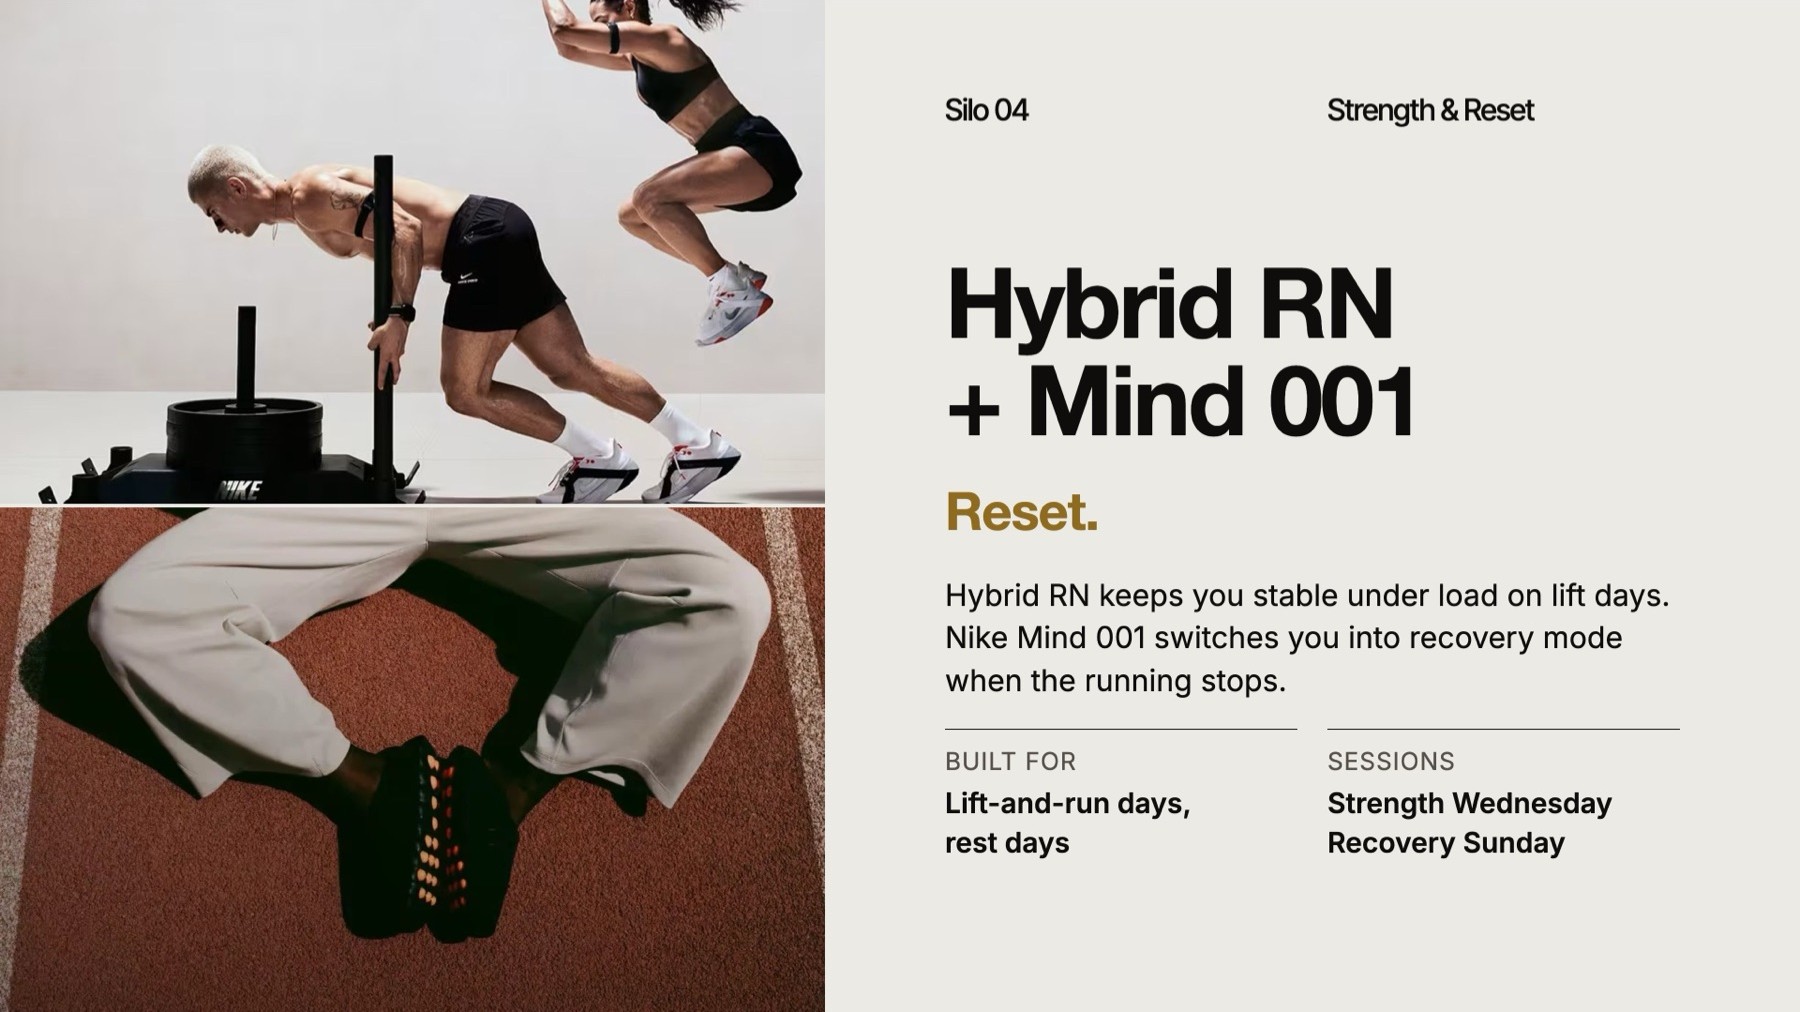 Silo 04
Strength & Reset
Hybrid RN
+ Mind 001
Reset.
Hybrid RN keeps you stable under load on lift days.
Nike Mind 001 switches you into recovery mode
when the running stops.
BUILT FOR
Lift-and-run days,
rest days
SESSIONS
Strength Wednesday
Recovery Sunday
NIKE